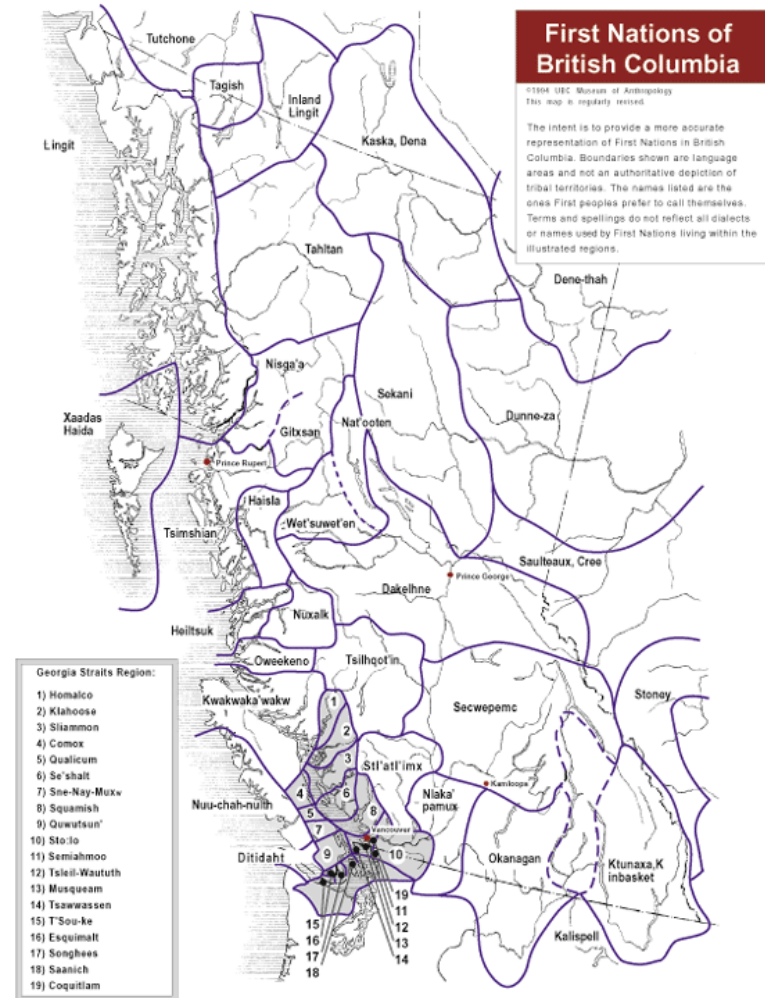 First Nations of
British Columbia
©1994 UBC Museum of Anthropology
This map is regularly revised.
The intent is to provide a more accurate
representation of First Nations in British
Columbia. Boundaries shown are language
areas and not an authoritative depiction of
tribal territories. The names listed are the
ones First peoples prefer to call themselves.
Terms and spellings do not reflect all dialects
or names used by First Nations living within the
illustrated regions.
Tutchone
Tagish
Inland
Lingit
Kaska, Dena
Lingit
Tahltan
Dene-thah
Nisga'a
Sekani
Xaadas
Haida
Gitxsan
Nat'ooten
Dunne-za
Prince Rupert
Haisla
Wet'suwet'en
Tsimshian
Saulteaux, Cree
Prince George
Dakelhne
Nüxalk
Heiltsuk
Oweekeno
Tsilhqot'in
Stoney
Kwakwaka'wakw
Secwepemc
1
2
3
Stl'atl'imx
4
6
Kamloops
5
8
Nlaka'
pamux
Nuu-chah-nulth
7
Vancouver
Ditidaht
9
10
Okanagan
Ktunaxa,K
inbasket
19
11
12
13
14
15
16
17
18
Kalispell
Georgia Straits Region:
1) Homalco
2) Klahoose
3) Sliammon
4) Comox
5) Qualicum
6) Se'shalt
7) Sne-Nay-Muxw
8) Squamish
9) Quwutsun'
10) Sto:lo
11) Semiahmoo
12) Tsleil-Waututh
13) Musqueam
14) Tsawwassen
15) T'Sou-ke
16) Esquimalt
17) Songhees
18) Saanich
19) Coquitlam